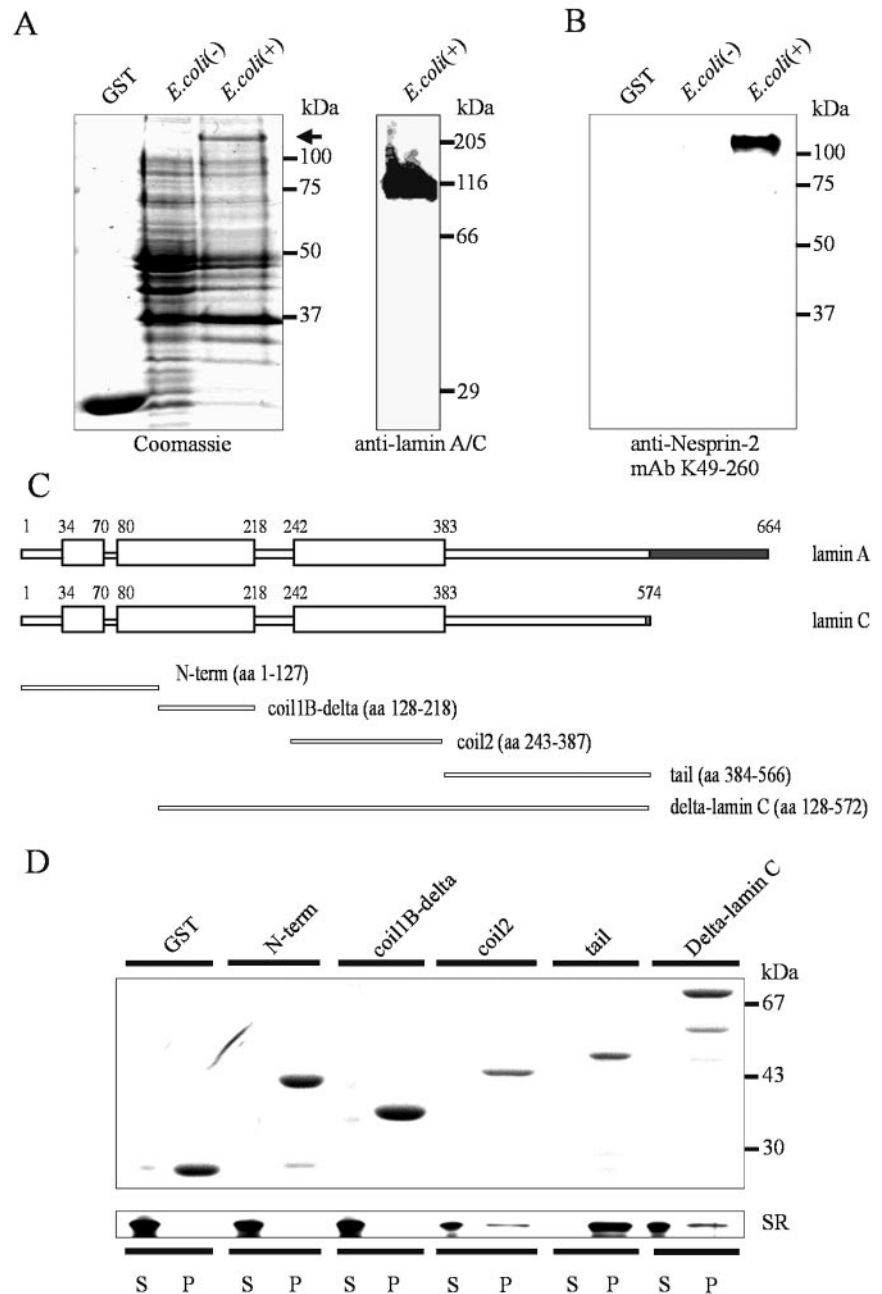 A
GST
E.coli(-)
E.coli(+)
kDa
100
75
50
37
Coomassie
E.coli(+)
kDa
205
116
66
29
anti-lamin A/C
B
GST
E.coli(-)
E.coli(+)
kDa
100
75
50
37
anti-Nesprin-2
mAb K49-260
C
1 34 70 80 218 242 383 664
lamin A
1 34 70 80 218 242 383 574
lamin C
N-term (aa 1-127)
coil1B-delta (aa 128-218)
coil2 (aa 243-387)
tail (aa 384-566)
delta-lamin C (aa 128-572)
D
GST
N-term
coil1B-delta
coil2
tail
Delta-lamin C
kDa
67
43
30
SR
S P S P S P S P S P S P